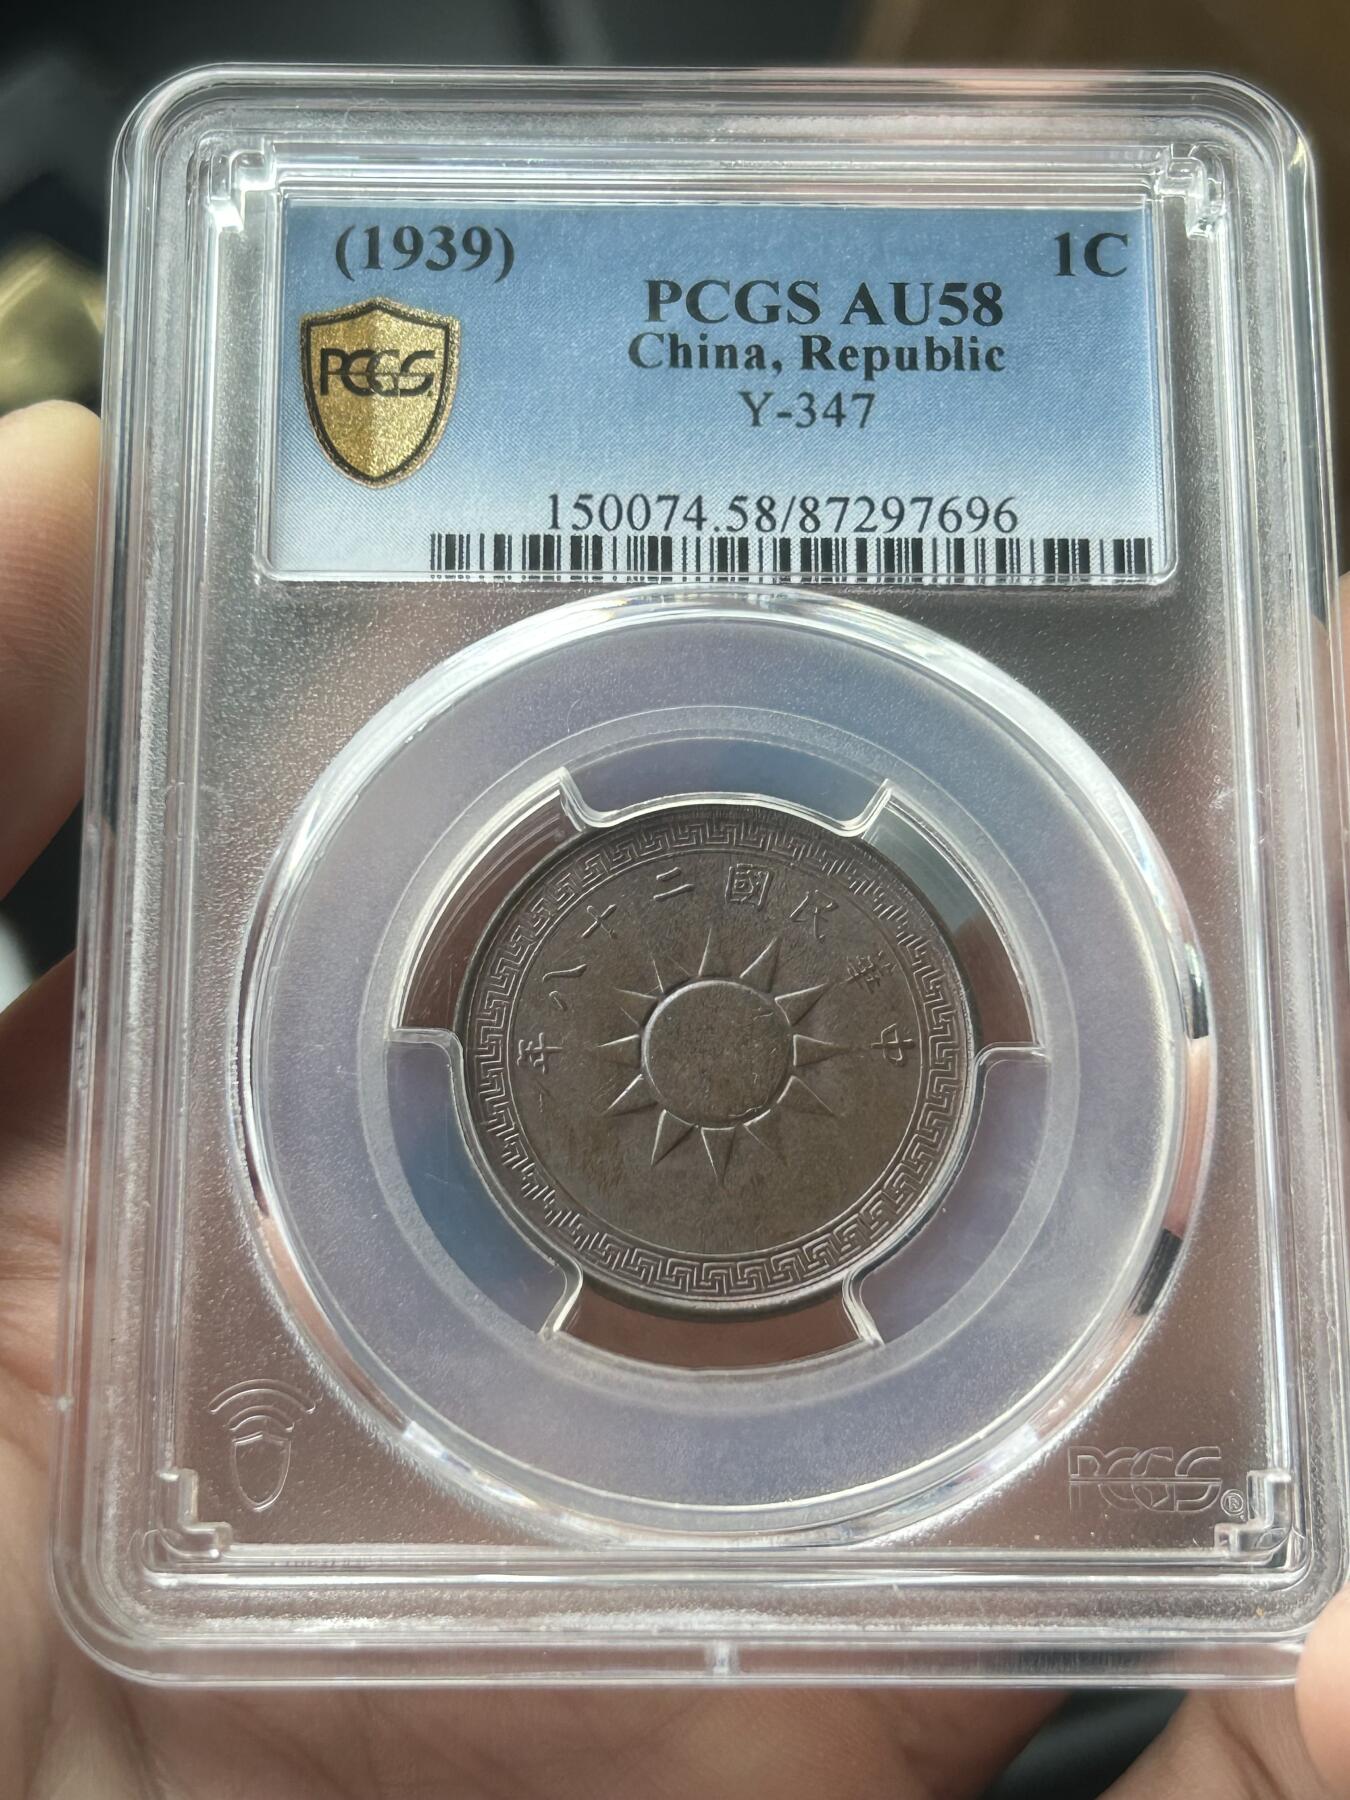 (1939) 1C
PCGS AU58
China, Republic
PCGS
Y-347
150074.58/87297696
年八十二國民華中
PCGS®